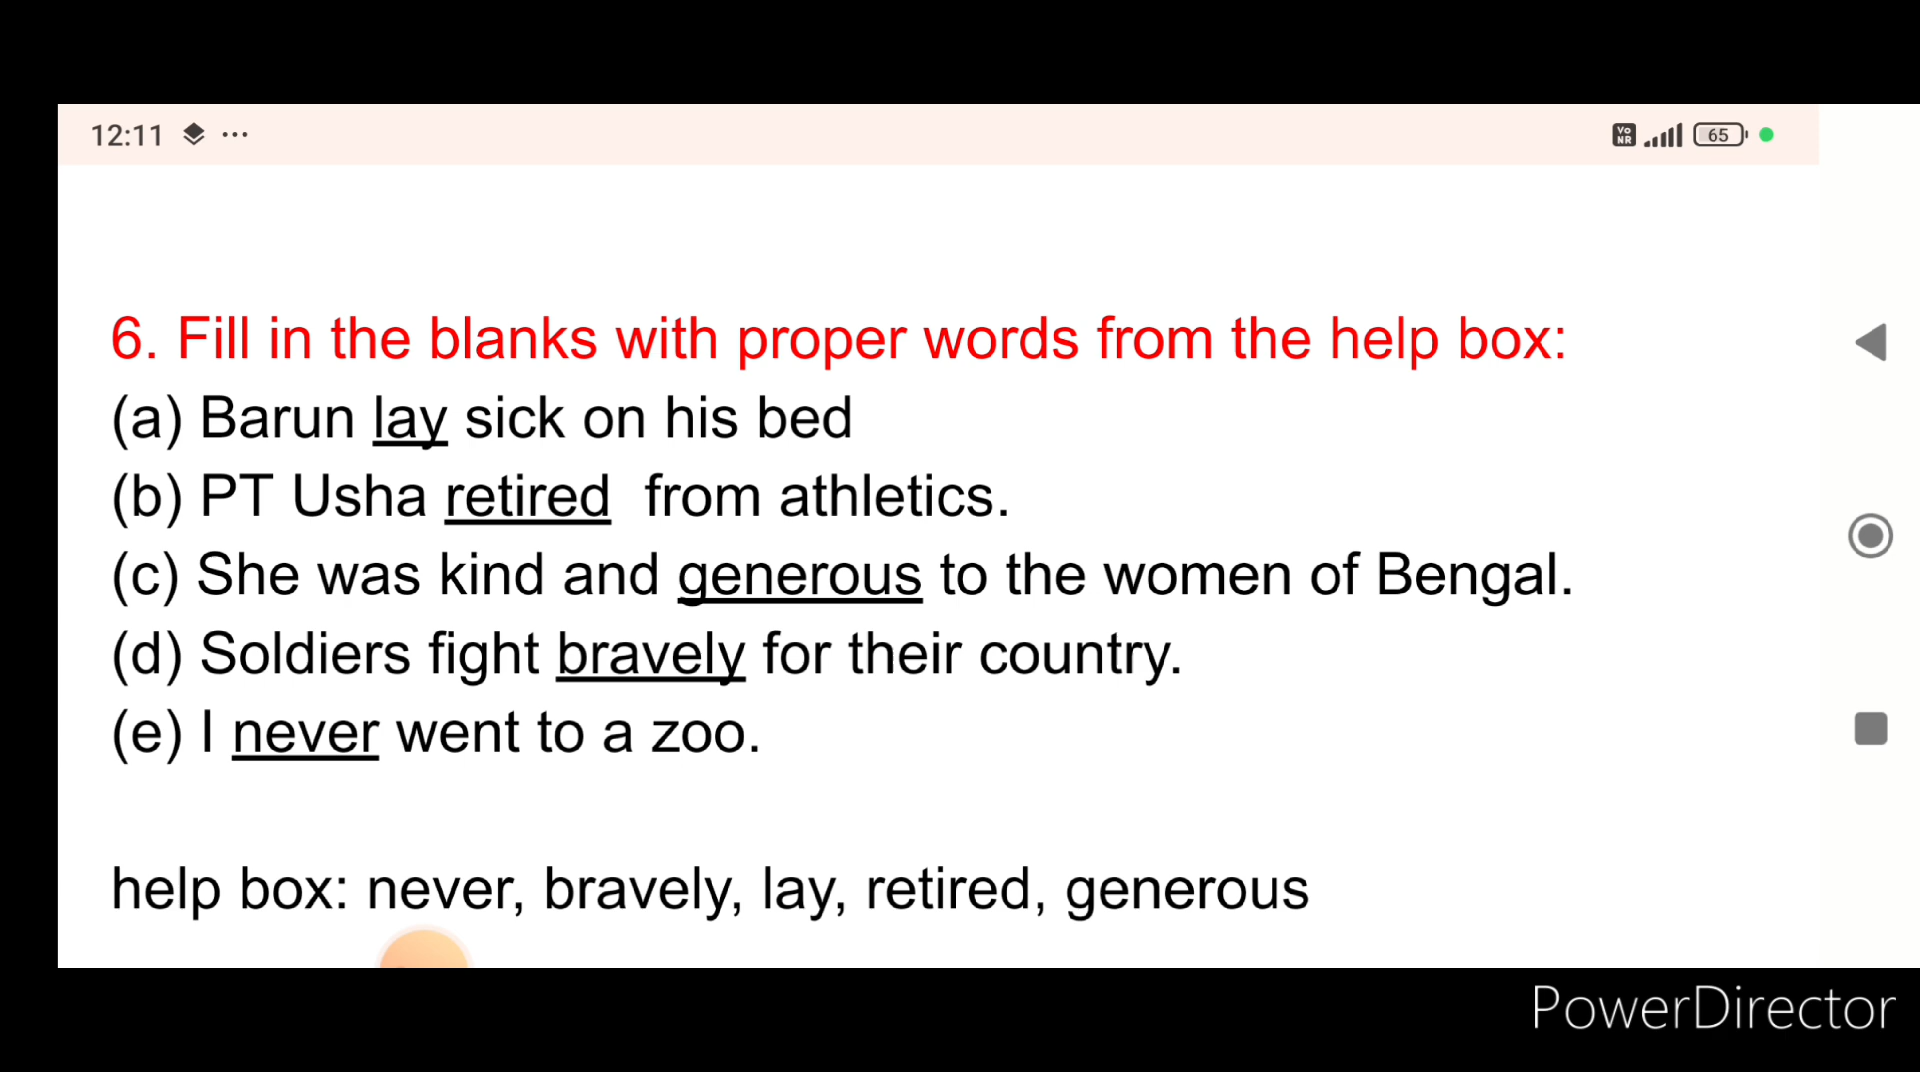 12:11 ...
Vo NR 65
6. Fill in the blanks with proper words from the help box:
(a) Barun lay sick on his bed
(b) PT Usha retired  from athletics.
(c) She was kind and generous to the women of Bengal.
(d) Soldiers fight bravely for their country.
(e) I never went to a zoo.
help box: never, bravely, lay, retired, generous
PowerDirector